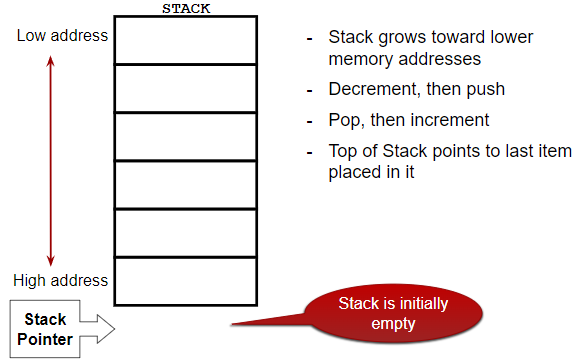 STACK
Low address
High address
Stack
Pointer
- Stack grows toward lower
memory addresses
- Decrement, then push
- Pop, then increment
- Top of Stack points to last item
placed in it
Stack is initially
empty